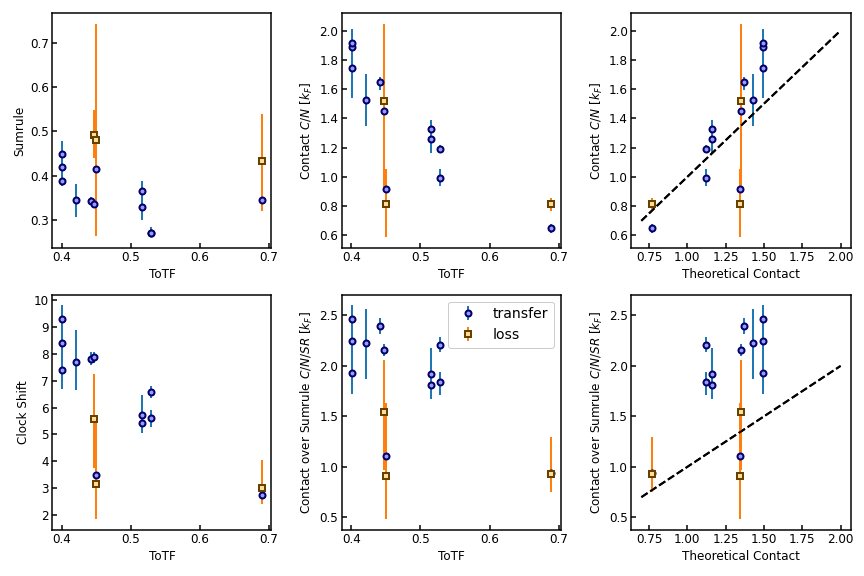 Sumrule
0.7
0.6
0.5
0.4
0.3
0.4 0.5 0.6 0.7
ToTF
Contact C/N [k_F]
2.0
1.8
1.6
1.4
1.2
1.0
0.8
0.6
0.4 0.5 0.6 0.7
ToTF
Contact C/N [k_F]
2.0
1.8
1.6
1.4
1.2
1.0
0.8
0.6
0.75 1.00 1.25 1.50 1.75 2.00
Theoretical Contact
Clock Shift
10
9
8
7
6
5
4
3
2
0.4 0.5 0.6 0.7
ToTF
Contact over Sumrule C/N/SR [k_F]
2.5
2.0
1.5
1.0
0.5
transfer
loss
0.4 0.5 0.6 0.7
ToTF
Contact over Sumrule C/N/SR [k_F]
2.5
2.0
1.5
1.0
0.5
0.75 1.00 1.25 1.50 1.75 2.00
Theoretical Contact